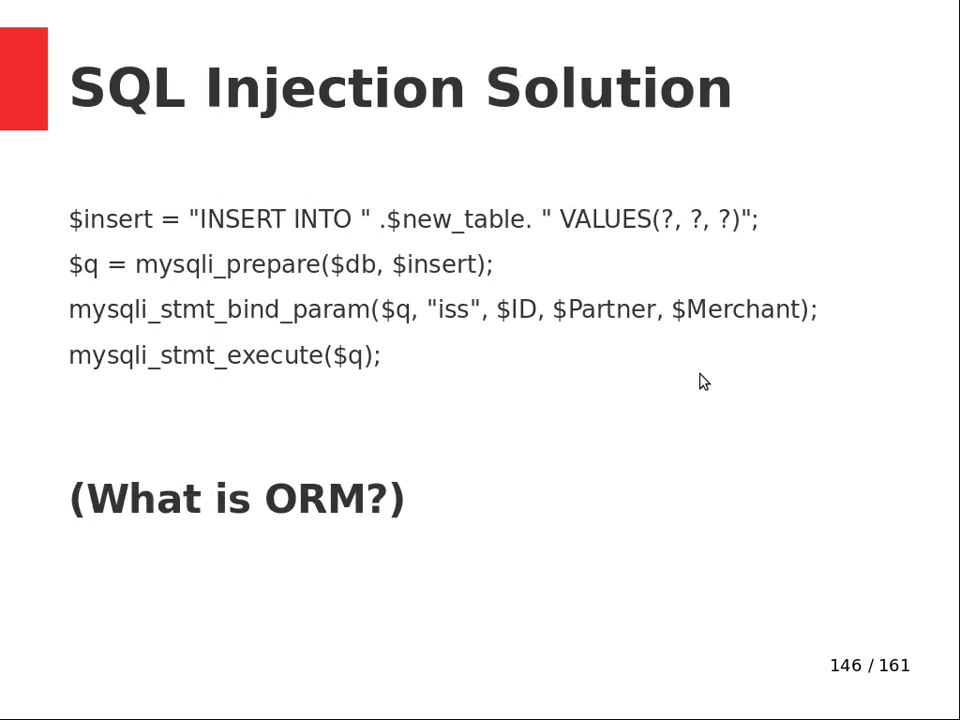 SQL Injection Solution
$insert = "INSERT INTO " .$new_table. " VALUES(?, ?, ?)";
$q = mysqli_prepare($db, $insert);
mysqli_stmt_bind_param($q, "iss", $ID, $Partner, $Merchant);
mysqli_stmt_execute($q);
(What is ORM?)
146 / 161